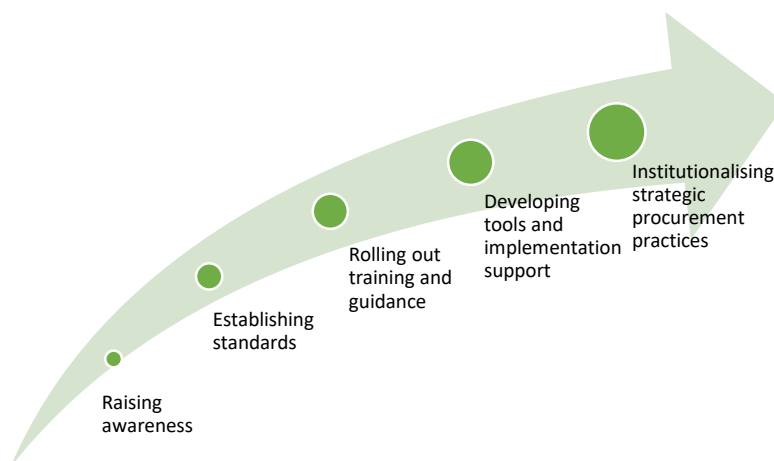 Raising
awareness
Establishing
standards
Rolling out
training and
guidance
Developing
tools and
implementation
support
Institutionalising
strategic
procurement
practices